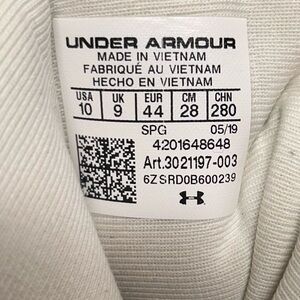 UNDER ARMOUR
MADE IN VIETNAM
FABRIQUÉ AU VIETNAM
HECHO EN VIETNAM
USA UK EUR CM CHN
10 9 44 28 280
SPG 05/19
4201648648
Art.3021197-003
6ZSRD0B600239